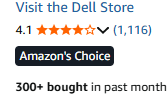 Visit the Dell Store
4.1 (1,116)
Amazon's Choice
300+ bought in past month